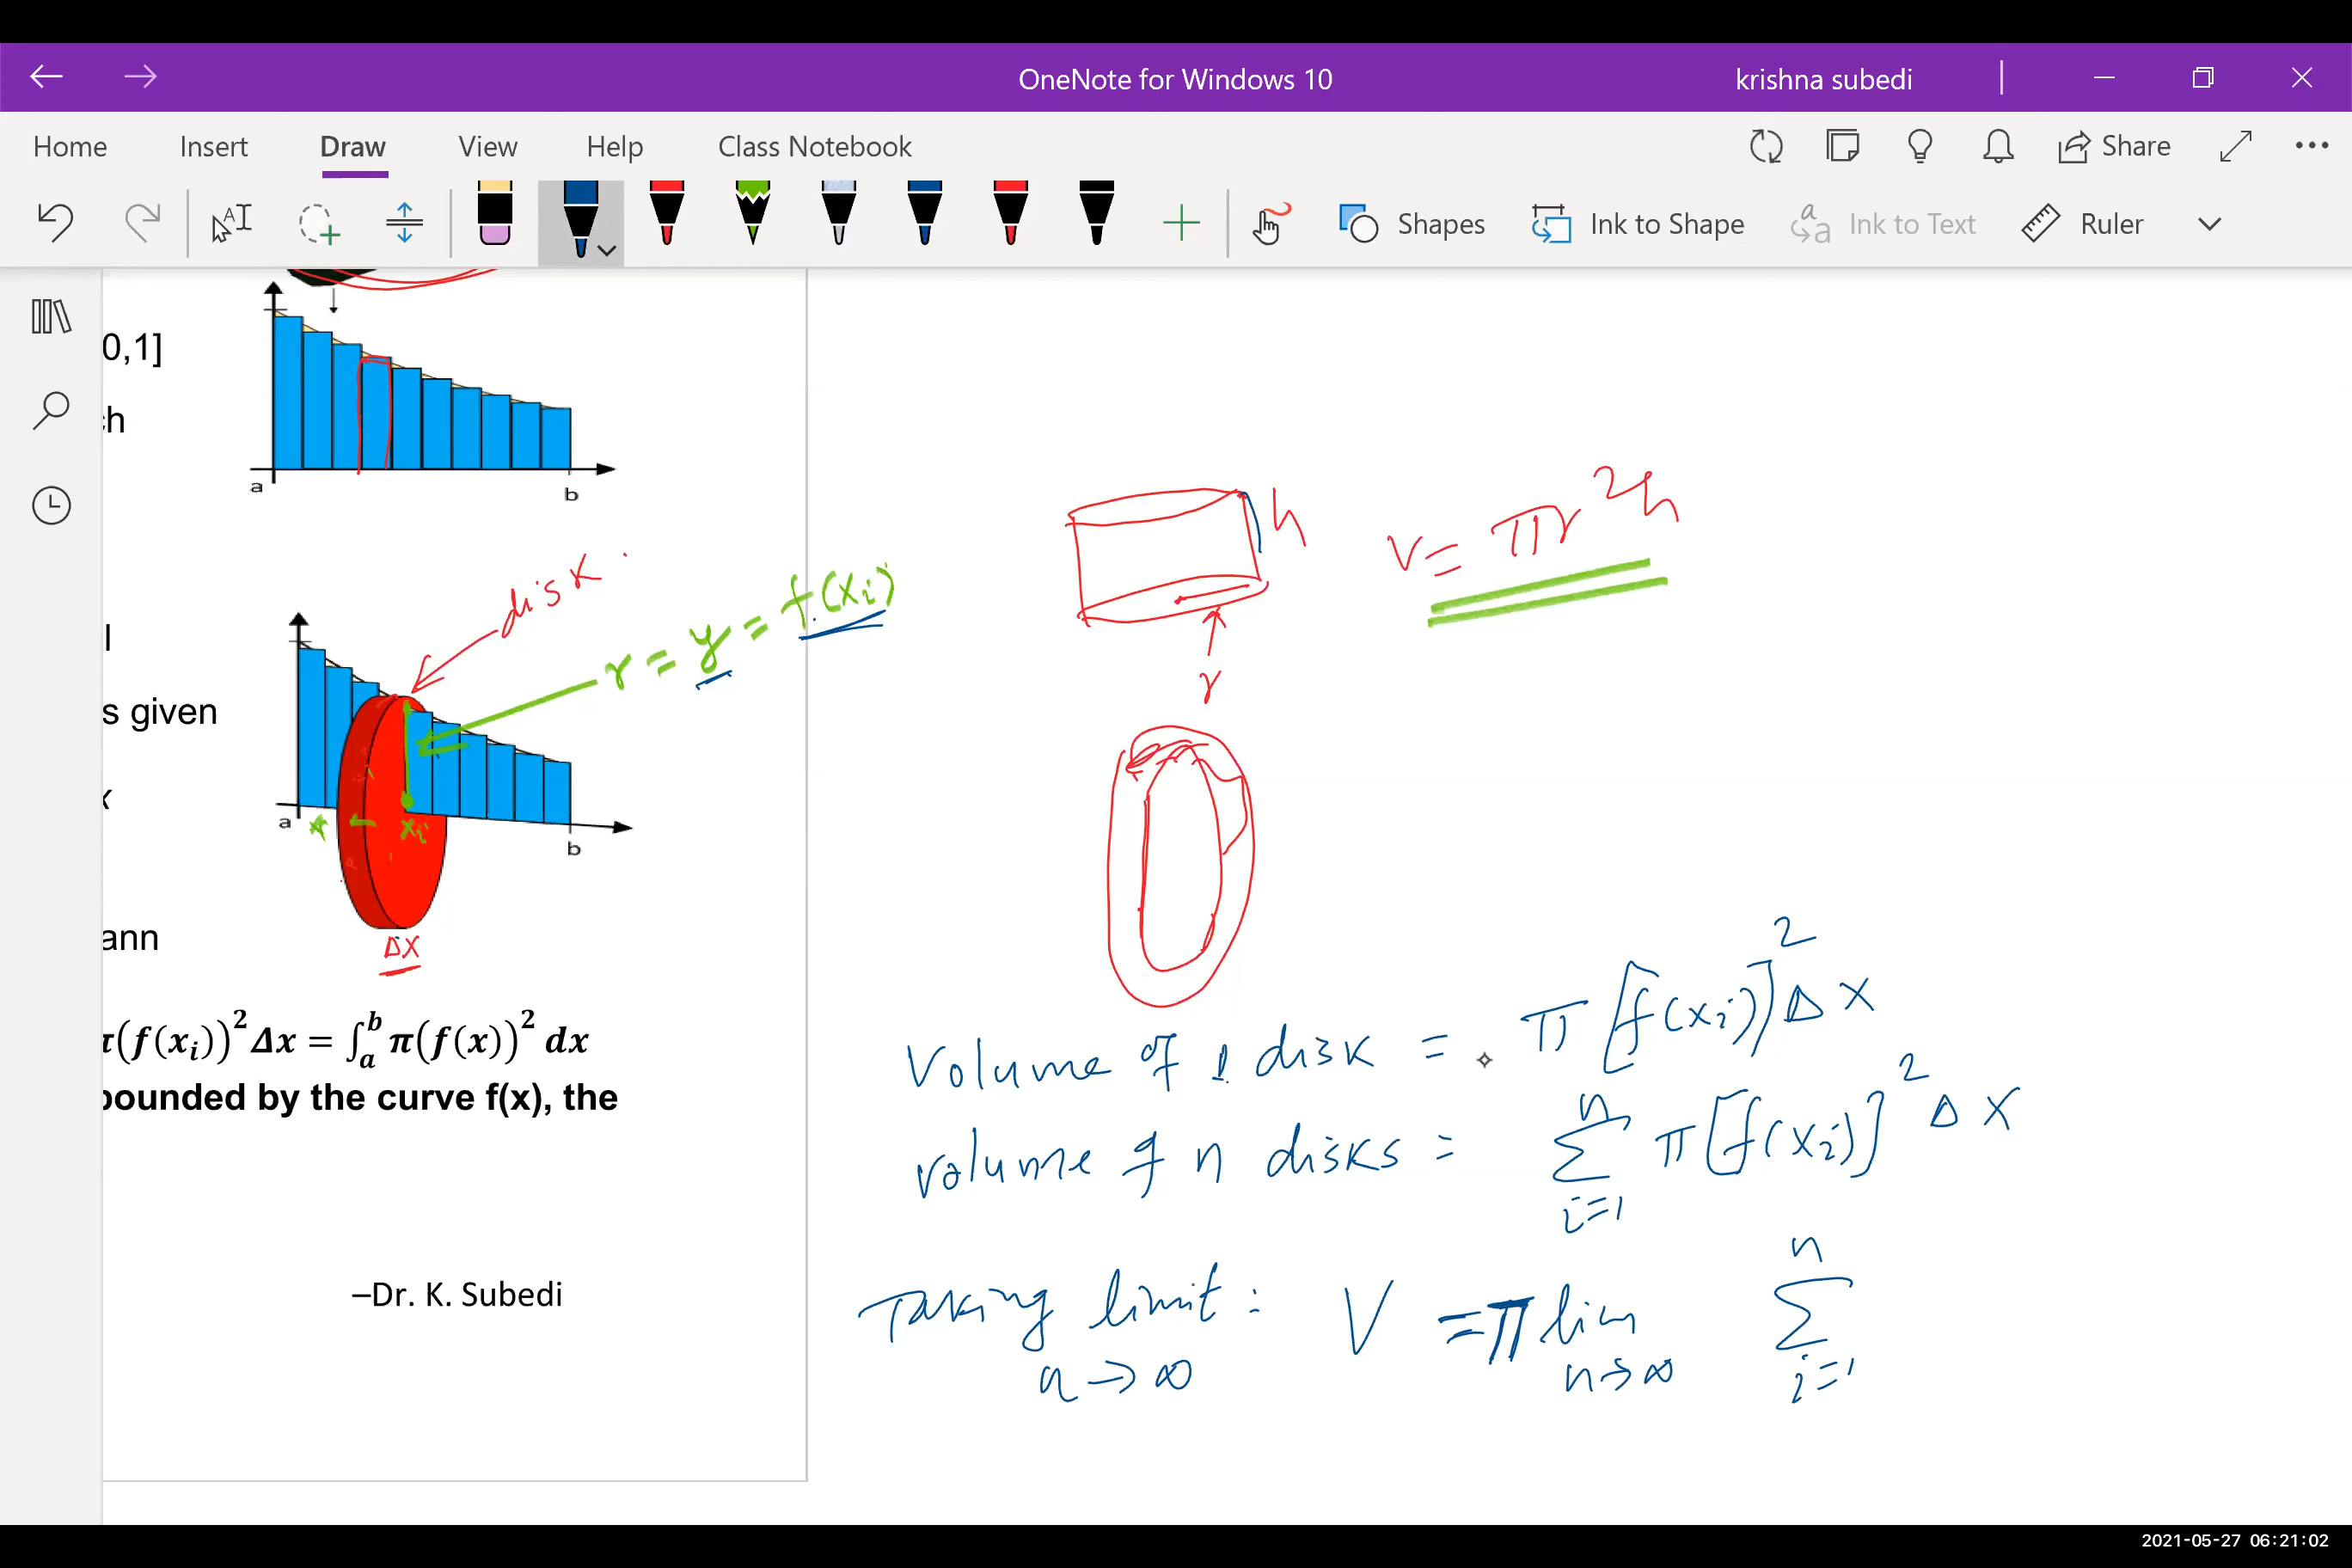 OneNote for Windows 10
krishna subedi
Home Insert Draw View Help Class Notebook Share
Shapes Ink to Shape Ink to Text Ruler
0,1]
ch
a b
l
s given
x
ann
disk
r = y = f(xᵢ)
a xᵢ b
Δx
h
r
V = πr²h
π(f(xᵢ))² Δx = ∫ₐᵇ π(f(x))² dx
bounded by the curve f(x), the
–Dr. K. Subedi
Volume of 1 disk = π[f(xᵢ)]² Δx
volume of n disks = ∑ᵢ₌₁ⁿ π[f(xᵢ)]² Δx
Taking limit: V = π lim ∑ᵢ₌₁ⁿ
n→∞ n→∞
2021-05-27 06:21:02